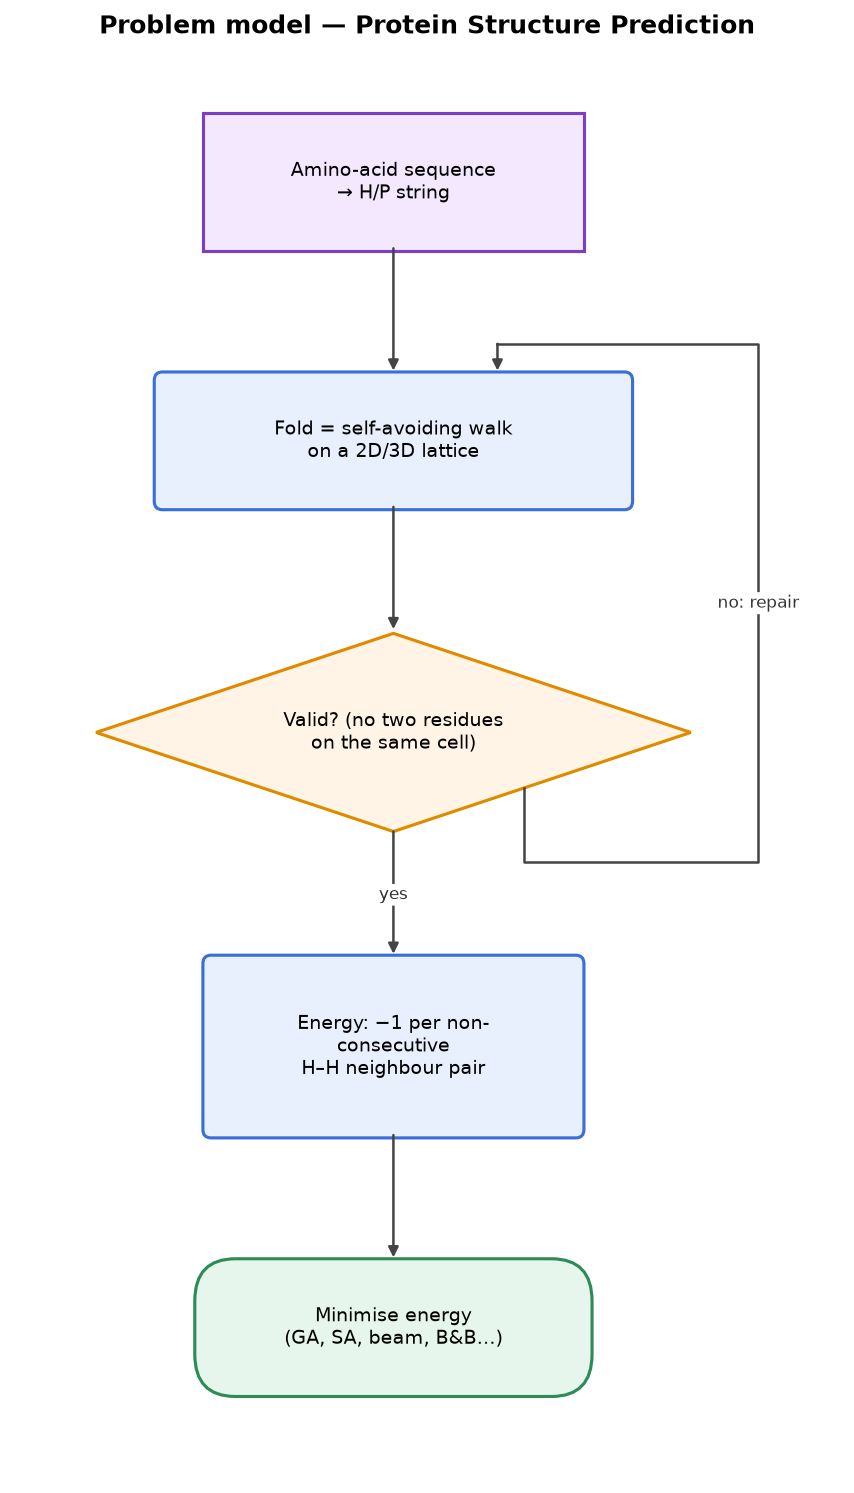 Problem model — Protein Structure Prediction
Amino-acid sequence
→ H/P string
Fold = self-avoiding walk
on a 2D/3D lattice
no: repair
Valid? (no two residues
on the same cell)
yes
Energy: −1 per non-
consecutive
H–H neighbour pair
Minimise energy
(GA, SA, beam, B&B…)